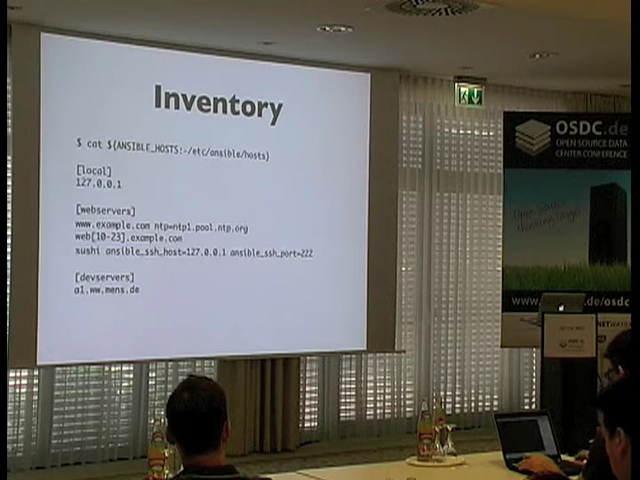 Inventory
$ cat ${ANSIBLE_HOSTS:-/etc/ansible/hosts}
[local]
127.0.0.1
[webservers]
www.example.com ntp=ntp1.pool.ntp.org
web[10-23].example.com
sushi ansible_ssh_host=127.0.0.1 ansible_ssh_port=222
[devservers]
a1.ww.mens.de
OSDC.de
OPEN SOURCE DATA
CENTER CONFERENCE
www.
.de/osdc